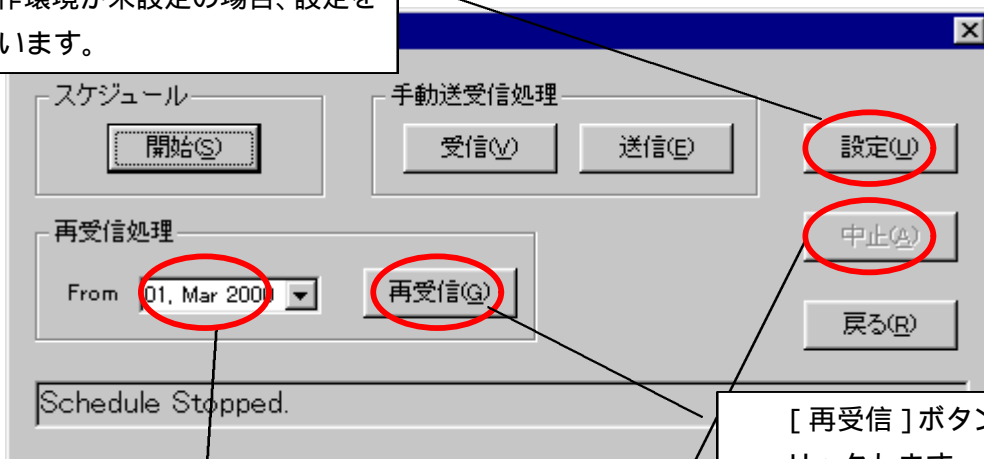 作環境が未設定の場合、設定を
います。
スケジュール
開始(S)
手動送受信処理
受信(V)
送信(E)
設定(U)
再受信処理
From 01, Mar 2000
再受信(G)
中止(A)
戻る(R)
Schedule Stopped.
[再受信]ボタン
リックします